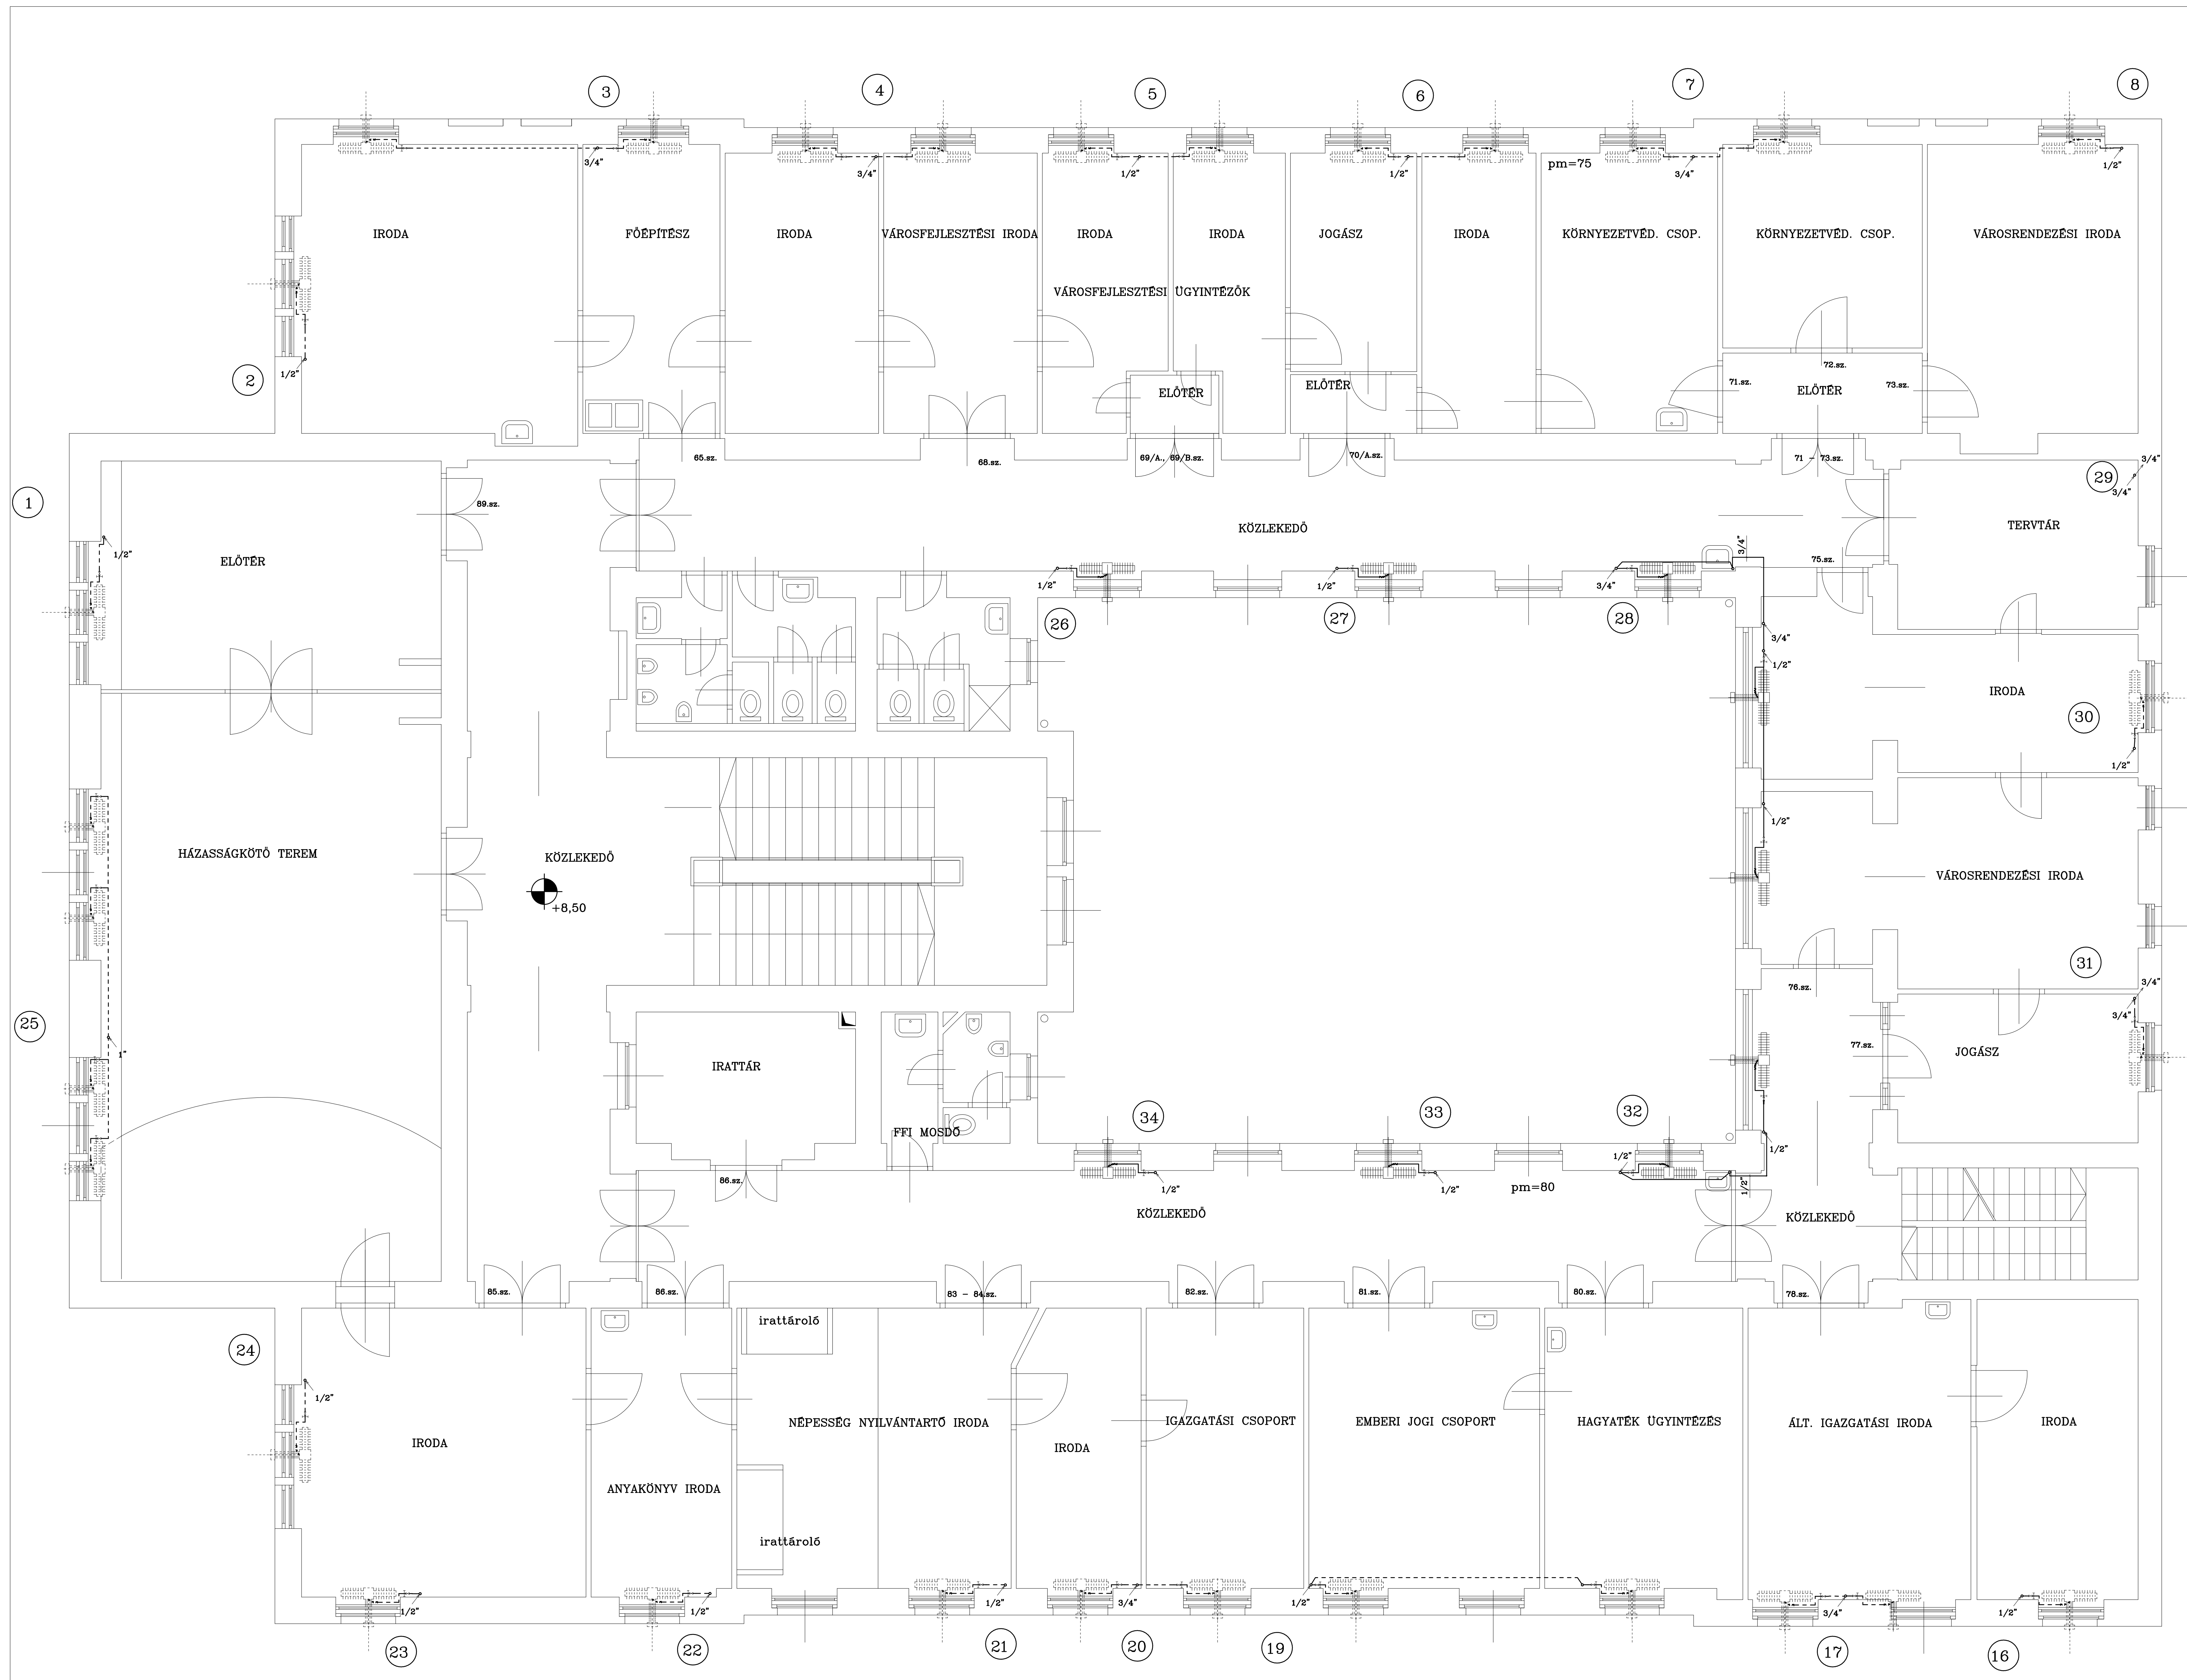 3
4
5
6
7
8
3/4"
3/4"
1/2"
1/2"
pm=75
3/4"
1/2"
IRODA
FŐÉPÍTÉSZ
IRODA
VÁROSFEJLESZTÉSI IRODA
IRODA
IRODA
JOGÁSZ
IRODA
KÖRNYEZETVÉD. CSOP.
KÖRNYEZETVÉD. CSOP.
VÁROSRENDEZÉSI IRODA
VÁROSFEJLESZTÉSI ÜGYINTÉZŐK
2
1/2"
ELŐTÉR
ELŐTÉR
71.sz.
72.sz.
ELŐTÉR
73.sz.
65.sz.
68.sz.
69/A., 69/B.sz.
70/A.sz.
71 - 73.sz.
3/4"
29
3/4"
1
89.sz.
KÖZLEKEDŐ
TERVTÁR
1/2"
ELŐTÉR
3/4"
75.sz.
1/2"
1/2"
3/4"
26
27
28
3/4"
1/2"
IRODA
30
1/2"
1/2"
HÁZASSÁGKÖTŐ TEREM
KÖZLEKEDŐ
+8,50
VÁROSRENDEZÉSI IRODA
31
76.sz.
3/4"
3/4"
25
1"
77.sz.
JOGÁSZ
IRATTÁR
FFI MOSDÓ
34
33
32
1/2"
1/2"
86.sz.
1/2"
1/2"
pm=80
1/2"
KÖZLEKEDŐ
KÖZLEKEDŐ
85.sz.
86.sz.
83 - 84.sz.
82.sz.
81.sz.
80.sz.
78.sz.
irattároló
24
1/2"
IRODA
NÉPESSÉG NYILVÁNTARTÓ IRODA
IRODA
IGAZGATÁSI CSOPORT
EMBERI JOGI CSOPORT
HAGYATÉK ÜGYINTÉZÉS
ÁLT. IGAZGATÁSI IRODA
IRODA
ANYAKÖNYV IRODA
irattároló
1/2"
1/2"
1/2"
3/4"
1/2"
3/4"
1/2"
23
22
21
20
19
17
16